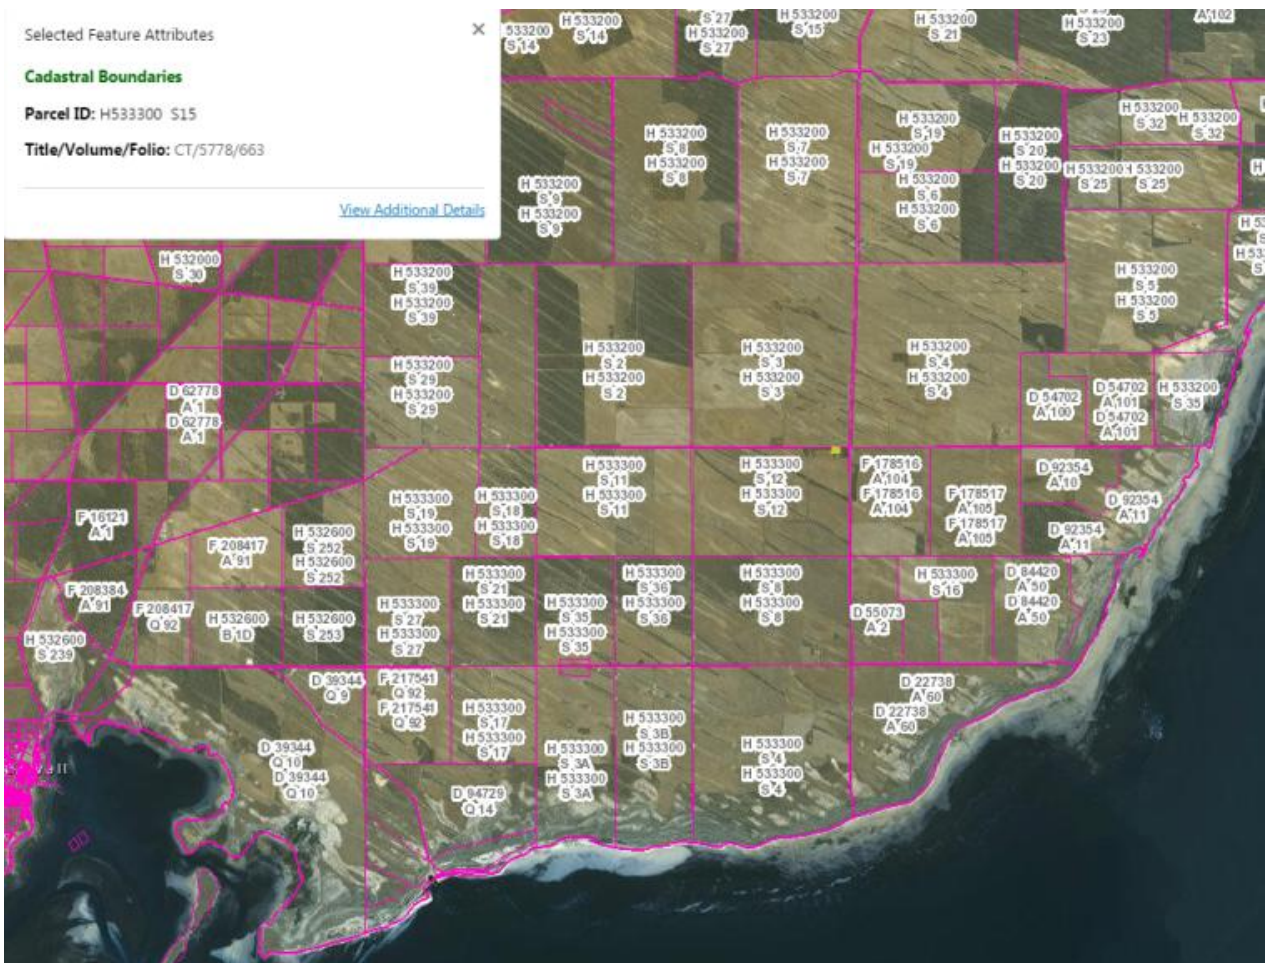 Selected Feature Attributes
×
Cadastral Boundaries
Parcel ID: H533300 S15
Title/Volume/Folio: CT/5778/663
View Additional Details
533200
S 14
H 533200
S 14
S 27
H 533200
S 27
H 533200
S 15
H 533200
S 21
S 23
A 102
H 533200
S 8
H 533200
S 8
H 533200
S 7
H 533200
S 7
H 533200
S 19
H 533200
S 19
H 533200
S 20
H 533200
S 20
H 533200
S 32
H 533200
S 32
H 533200
S 25
H 533200
S 25
H 533200
S 9
H 533200
S 9
H 533200
S 6
H 533200
S 6
H 532000
S 30
H 533200
S 39
H 533200
S 39
H 533200
S 5
H 533200
S 5
H 533200
S 29
H 533200
S 29
H 533200
S 2
H 533200
S 2
H 533200
S 3
H 533200
S 3
H 533200
S 4
H 533200
S 4
D 54702
A 100
D 54702
A 101
D 54702
A 101
H 533200
S 35
D 62778
A 1
D 62778
A 1
H 533300
S 11
H 533300
S 11
H 533300
S 12
H 533300
S 12
F 178516
A 104
F 178516
A 104
F 178517
A 105
F 178517
A 105
D 92354
A 10
D 92354
A 11
D 92354
A 11
F 16121
A 1
F 208417
A 91
H 532600
S 252
H 532600
S 252
H 533300
S 19
H 533300
S 19
H 533300
S 18
H 533300
S 18
F 208384
A 91
F 208417
Q 92
H 532600
B 1D
H 532600
S 253
H 533300
S 27
H 533300
S 27
H 533300
S 21
H 533300
S 21
H 533300
S 35
H 533300
S 35
H 533300
S 36
H 533300
S 36
H 533300
S 8
H 533300
S 8
D 55073
A 2
H 533300
S 16
D 84420
A 50
D 84420
A 50
H 532600
S 239
D 39344
Q 9
F 217541
Q 92
F 217541
Q 92
H 533300
S 17
H 533300
S 17
H 533300
S 3A
H 533300
S 3A
H 533300
S 3B
H 533300
S 3B
H 533300
S 4
H 533300
S 4
D 22738
A 60
D 22738
A 60
D 39344
Q 10
D 39344
Q 10
D 94729
Q 14